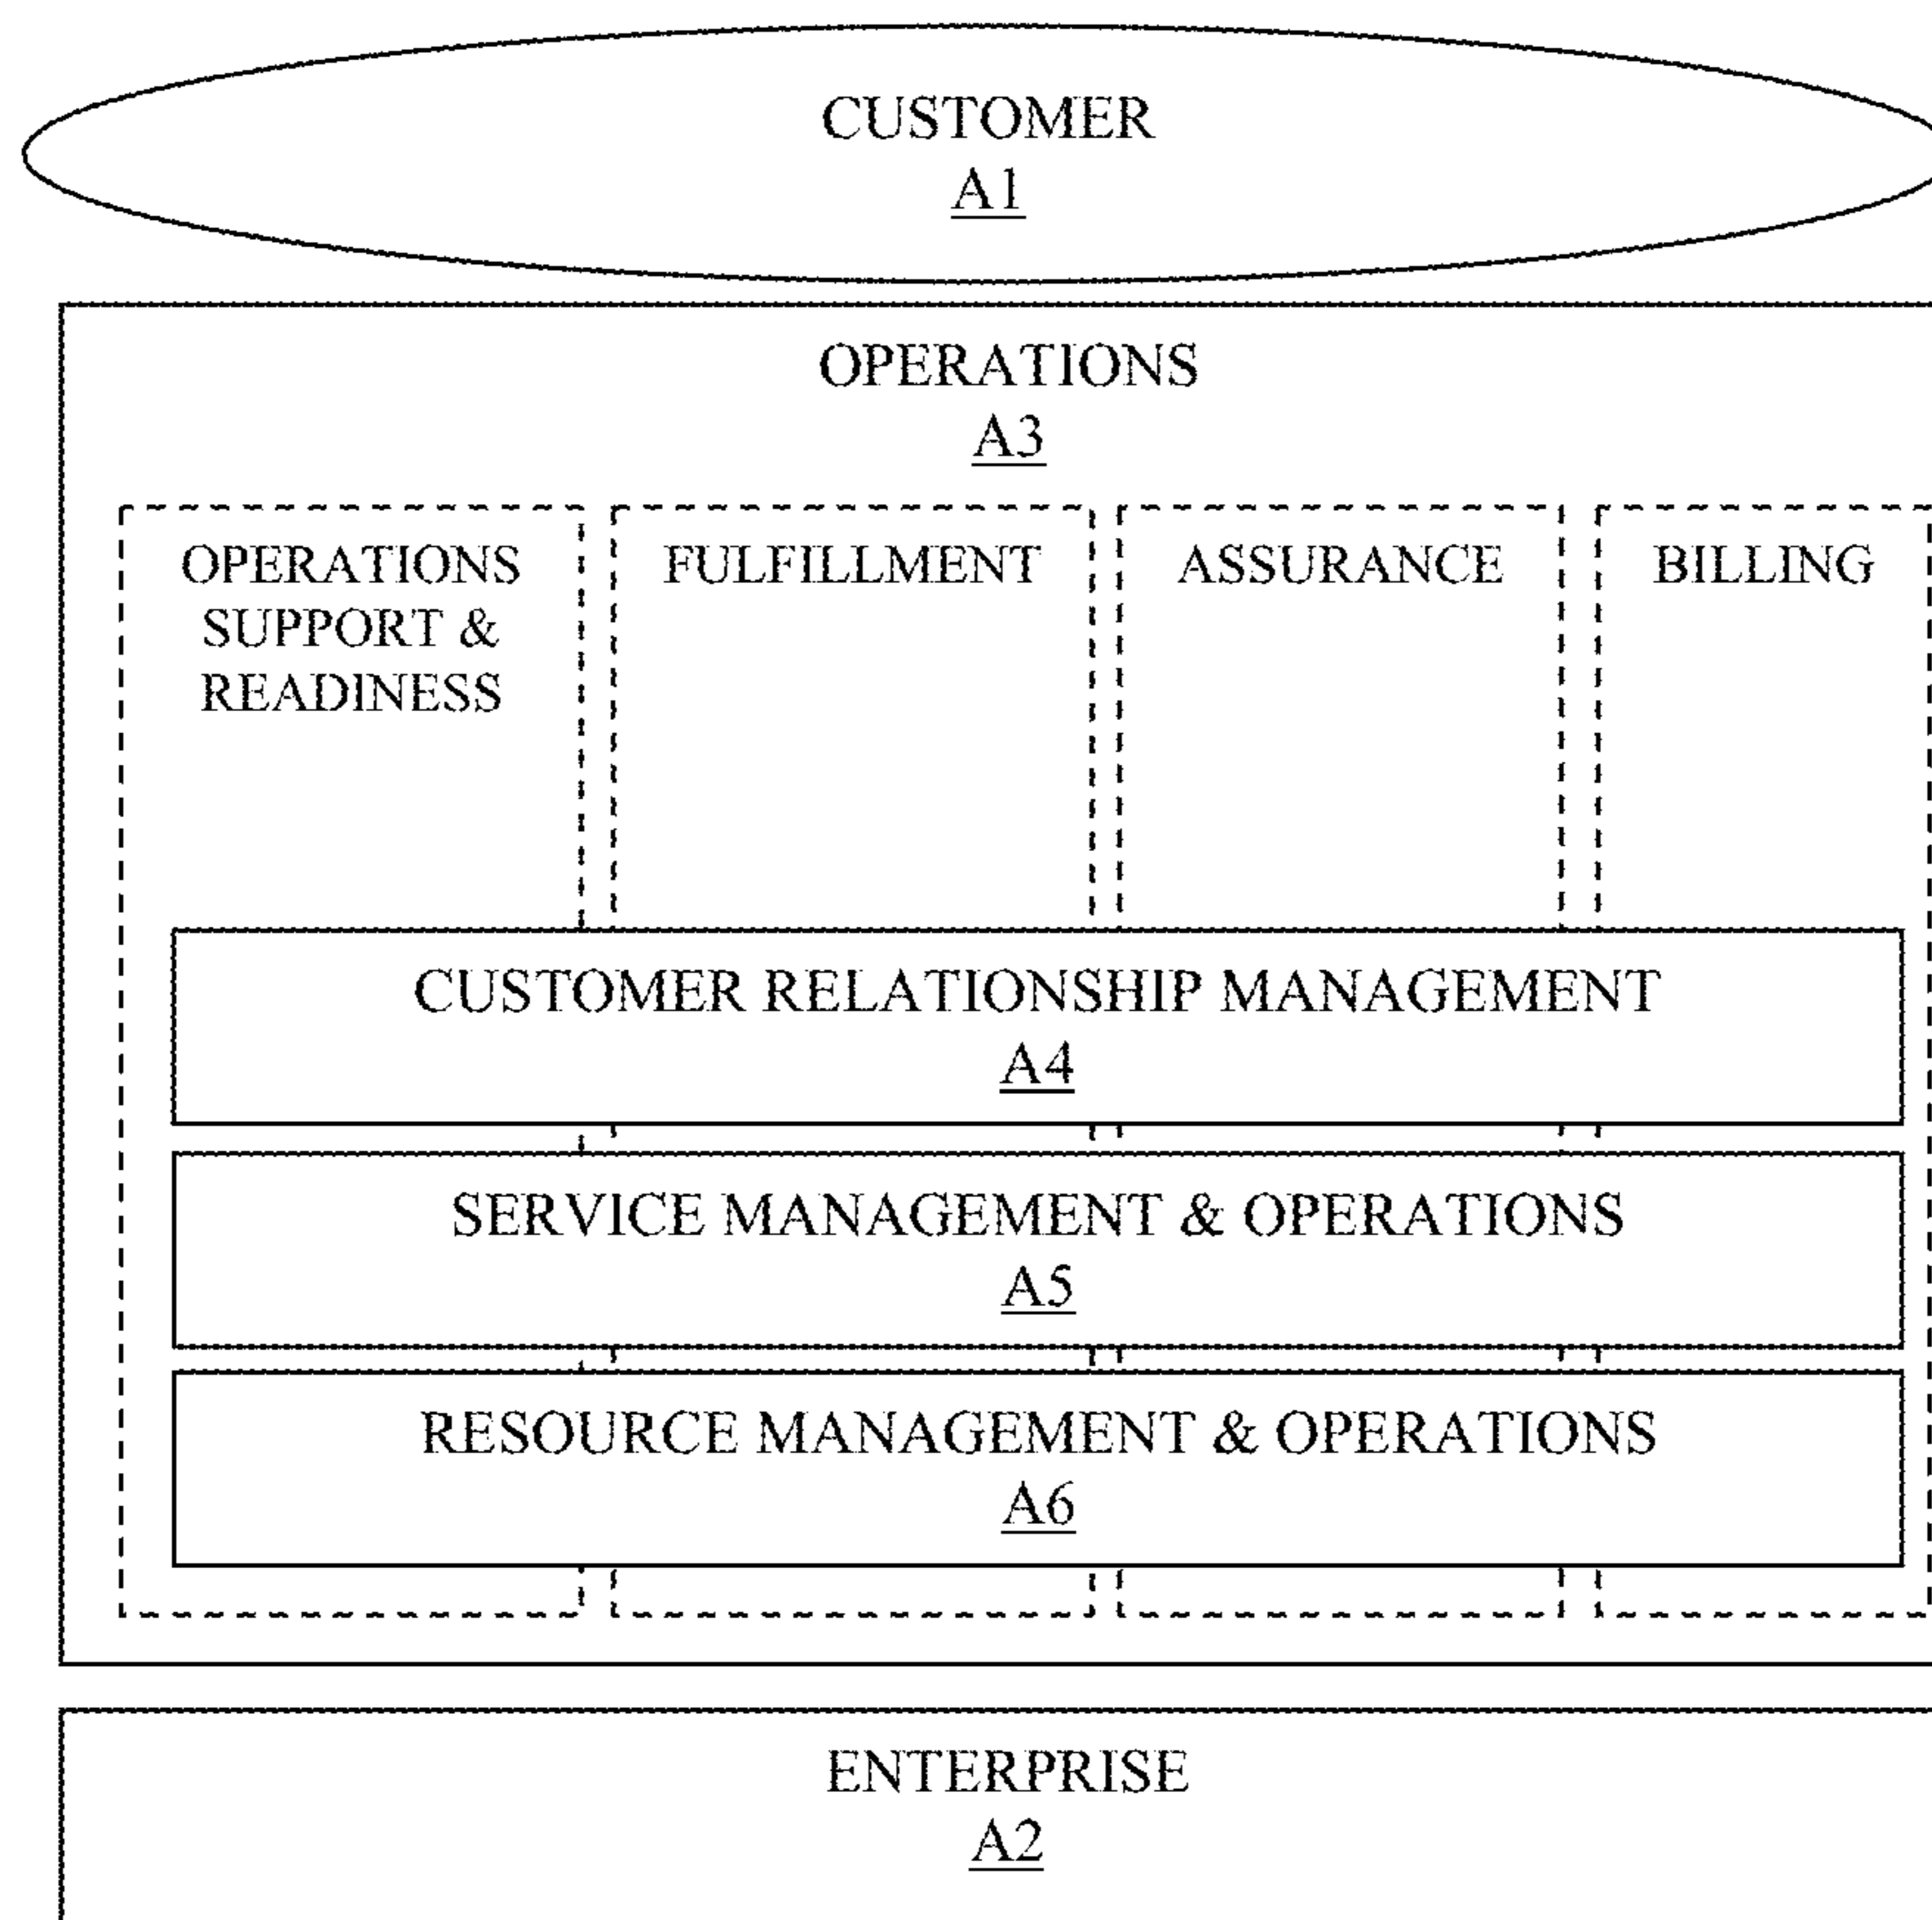 CUSTOMER
A1
OPERATIONS
A3
OPERATIONS
SUPPORT &
READINESS
FULFILLMENT
ASSURANCE
BILLING
CUSTOMER RELATIONSHIP MANAGEMENT
A4
SERVICE MANAGEMENT & OPERATIONS
A5
RESOURCE MANAGEMENT & OPERATIONS
A6
ENTERPRISE
A2